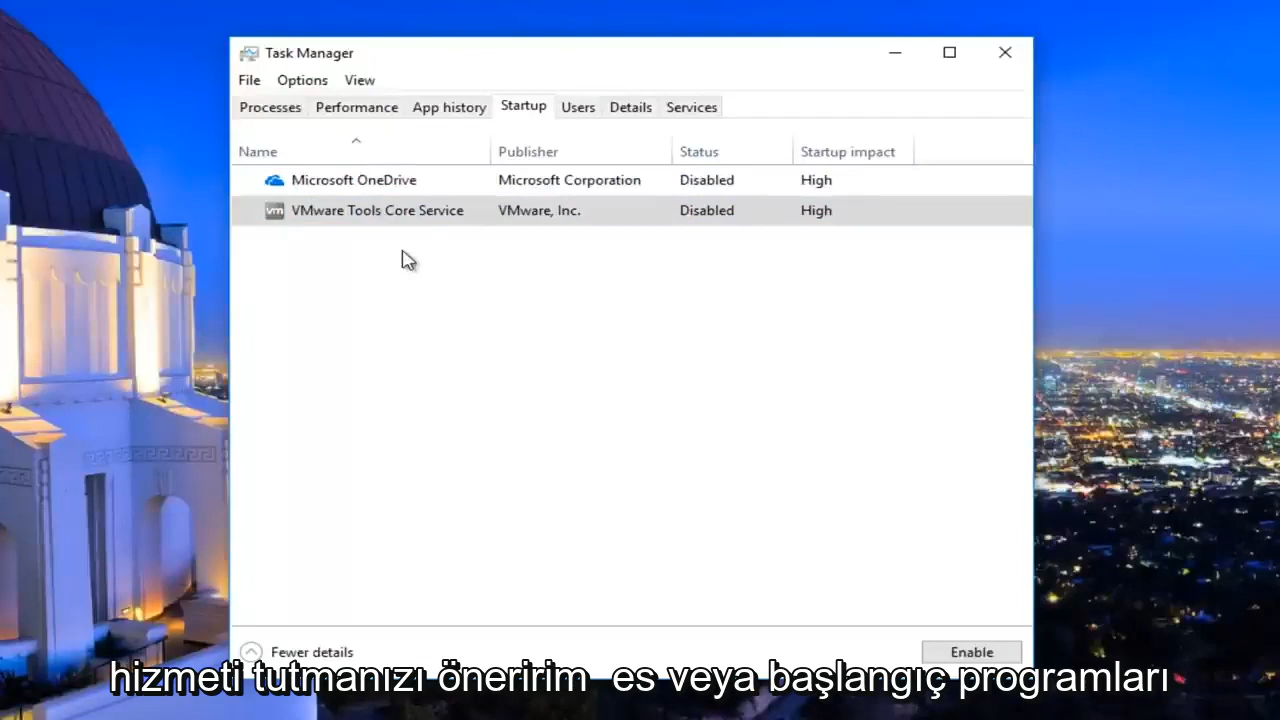 Task Manager
File Options View
Processes Performance App history Startup Users Details Services
Name Publisher Status Startup impact
Microsoft OneDrive Microsoft Corporation Disabled High
vm VMware Tools Core Service VMware, Inc. Disabled High
Fewer details Enable
hizmeti tutmanızı öneririm es veya başlangıç programları